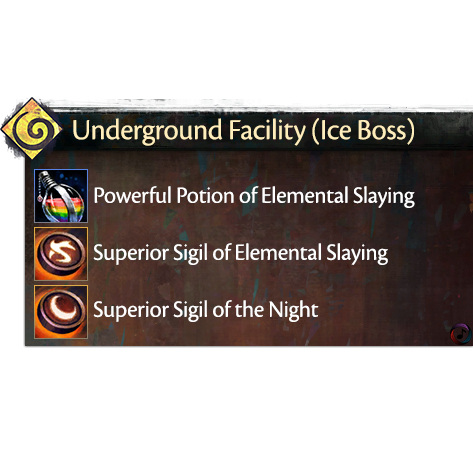 Underground Facility (Ice Boss)
Powerful Potion of Elemental Slaying
Superior Sigil of Elemental Slaying
Superior Sigil of the Night